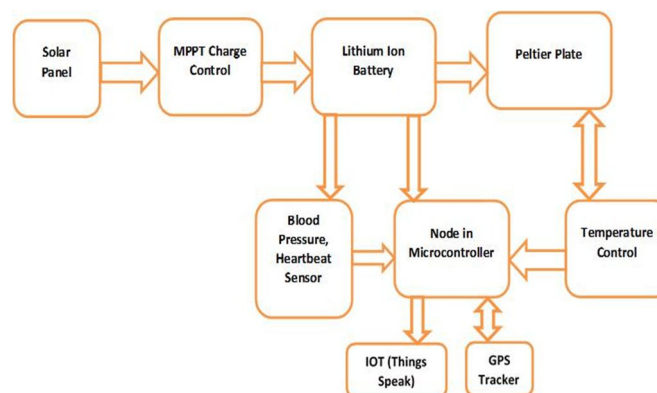 Solar
Panel
MPPT Charge
Control
Lithium Ion
Battery
Peltier Plate
Blood
Pressure,
Heartbeat
Sensor
Node in
Microcontroller
Temperature
Control
IOT (Things
Speak)
GPS
Tracker